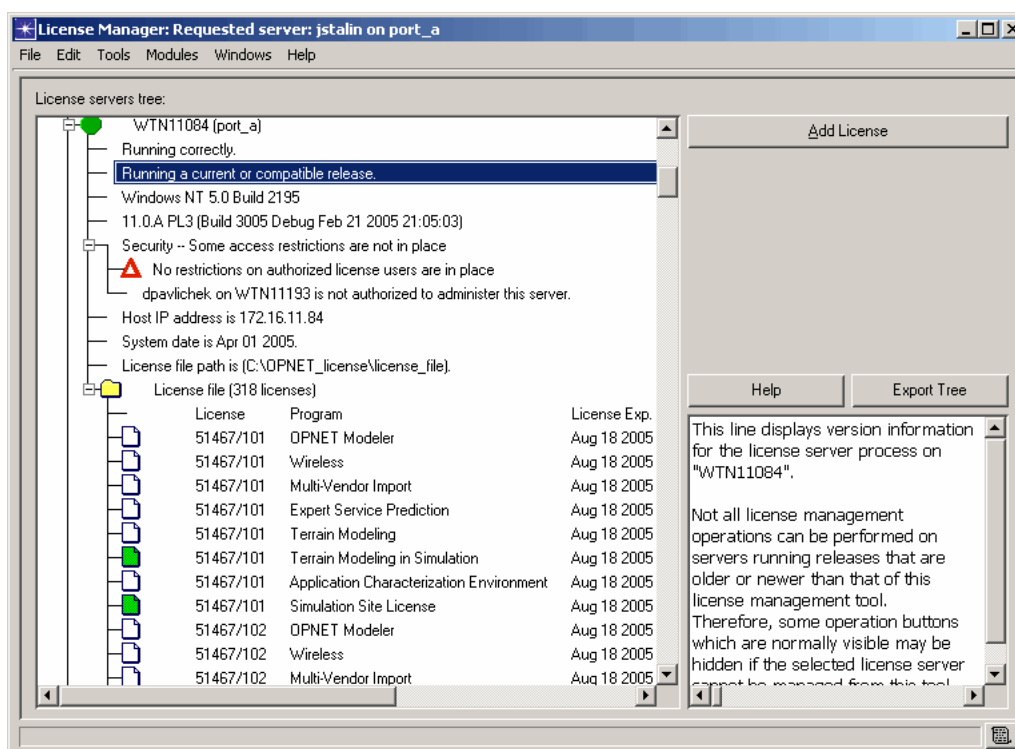 License Manager: Requested server: jstalin on port_a
File Edit Tools Modules Windows Help
License servers tree:
WTN11084 (port_a)
Running correctly.
Running a current or compatible release.
Windows NT 5.0 Build 2195
11.0.A PL3 (Build 3005 Debug Feb 21 2005 21:05:03)
Security -- Some access restrictions are not in place
No restrictions on authorized license users are in place
dpavlichek on WTN11193 is not authorized to administer this server.
Host IP address is 172.16.11.84
System date is Apr 01 2005.
License file path is (C:\OPNET_license\license_file).
License file (318 licenses)
License Program License Exp.
51467/101 OPNET Modeler Aug 18 2005
51467/101 Wireless Aug 18 2005
51467/101 Multi-Vendor Import Aug 18 2005
51467/101 Expert Service Prediction Aug 18 2005
51467/101 Terrain Modeling Aug 18 2005
51467/101 Terrain Modeling in Simulation Aug 18 2005
51467/101 Application Characterization Environment Aug 18 2005
51467/101 Simulation Site License Aug 18 2005
51467/102 OPNET Modeler Aug 18 2005
51467/102 Wireless Aug 18 2005
51467/102 Multi-Vendor Import Aug 18 2005
Add License
Help Export Tree
This line displays version information
for the license server process on
"WTN11084".
Not all license management
operations can be performed on
servers running releases that are
older or newer than that of this
license management tool.
Therefore, some operation buttons
which are normally visible may be
hidden if the selected license server
cannot be managed from this tool